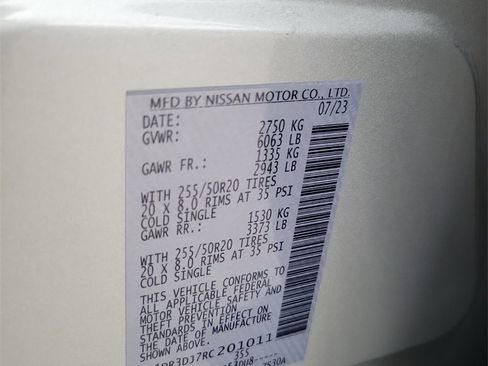 MFD BY NISSAN MOTOR CO., LTD.
DATE: 07/23
GVWR: 2750 KG
6063 LB
GAWR FR.: 1335 KG
2943 LB
WITH 255/50R20 TIRES
20 X 8.0 RIMS AT 35 PSI
COLD SINGLE
GAWR RR.: 1530 KG
3373 LB
WITH 255/50R20 TIRES
20 X 8.0 RIMS AT 35 PSI
COLD SINGLE
THIS VEHICLE CONFORMS TO
ALL APPLICABLE FEDERAL
MOTOR VEHICLE SAFETY AND
THEFT PREVENTION
STANDARDS IN EFFECT ON
THE DATE OF MANUFACTURE
SHOWN ABOVE.
DR3DJ7RC201011
355